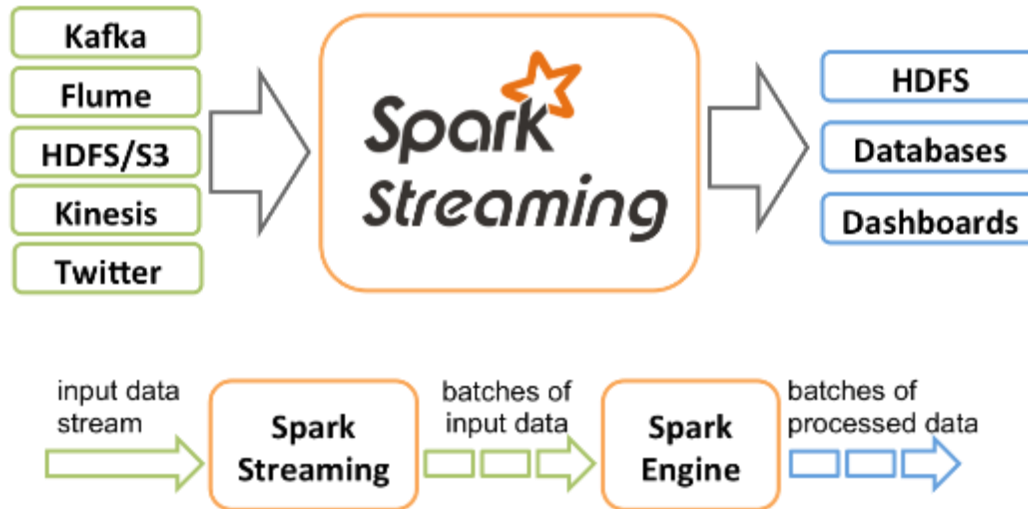 Kafka
Flume
HDFS/S3
Kinesis
Twitter
Spark
Streaming
HDFS
Databases
Dashboards
input data
stream
Spark
Streaming
batches of
input data
Spark
Engine
batches of
processed data